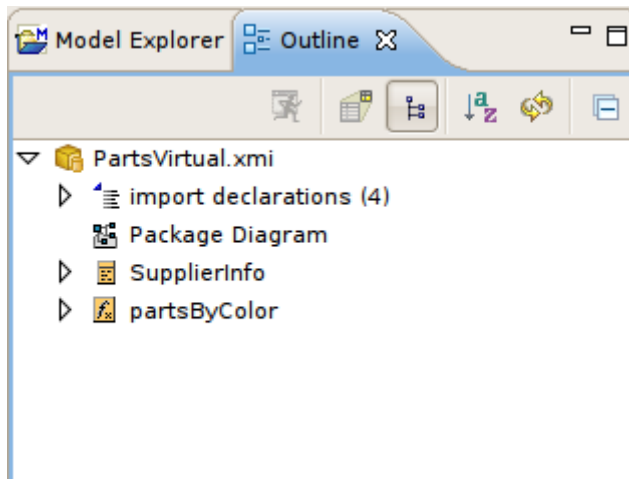 Model Explorer Outline
PartsVirtual.xmi
import declarations (4)
Package Diagram
SupplierInfo
partsByColor